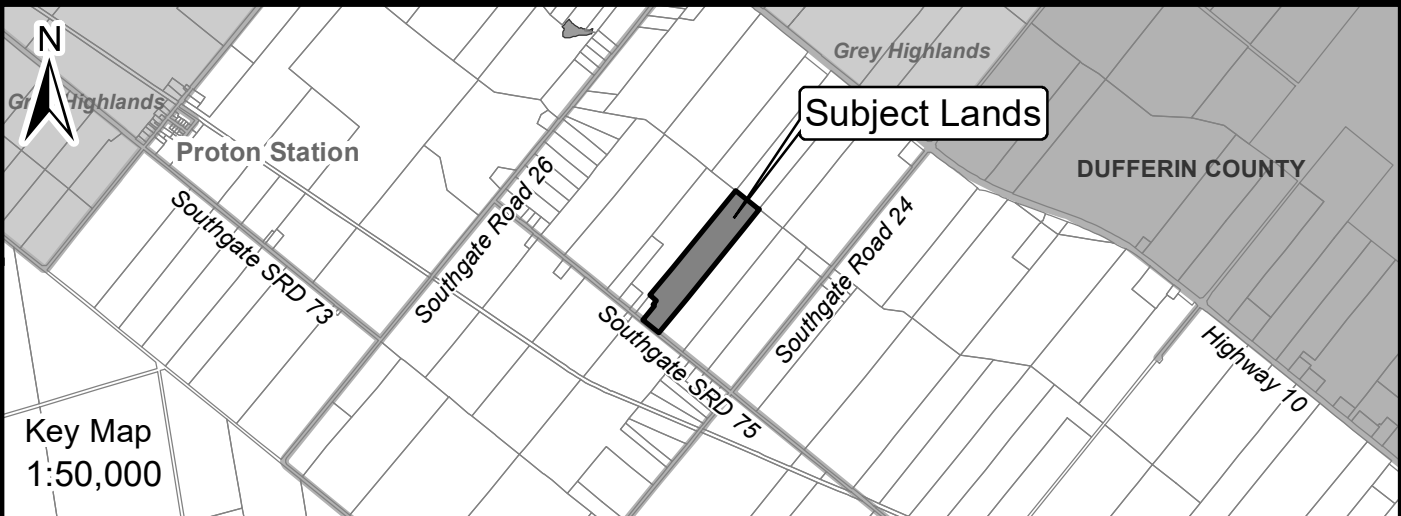 N
Grey Highlands
Grey Highlands
Subject Lands
Proton Station
DUFFERIN COUNTY
Southgate SRD 73
Southgate Road 26
Southgate Road 24
Southgate SRD 75
Highway 10
Key Map
1:50,000